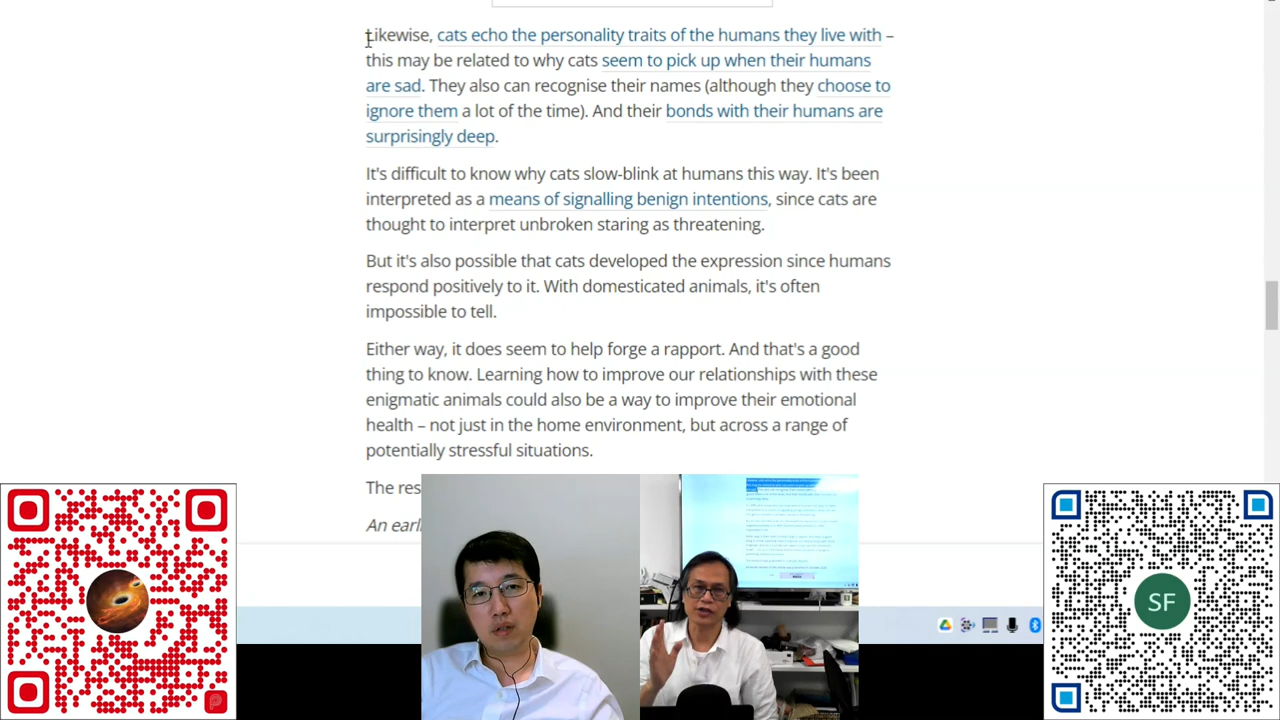 Likewise, cats echo the personality traits of the humans they live with –
this may be related to why cats seem to pick up when their humans
are sad. They also can recognise their names (although they choose to
ignore them a lot of the time). And their bonds with their humans are
surprisingly deep.
It's difficult to know why cats slow-blink at humans this way. It's been
interpreted as a means of signalling benign intentions, since cats are
thought to interpret unbroken staring as threatening.
But it's also possible that cats developed the expression since humans
respond positively to it. With domesticated animals, it's often
impossible to tell.
Either way, it does seem to help forge a rapport. And that's a good
thing to know. Learning how to improve our relationships with these
enigmatic animals could also be a way to improve their emotional
health – not just in the home environment, but across a range of
potentially stressful situations.
The res
An earl
SF